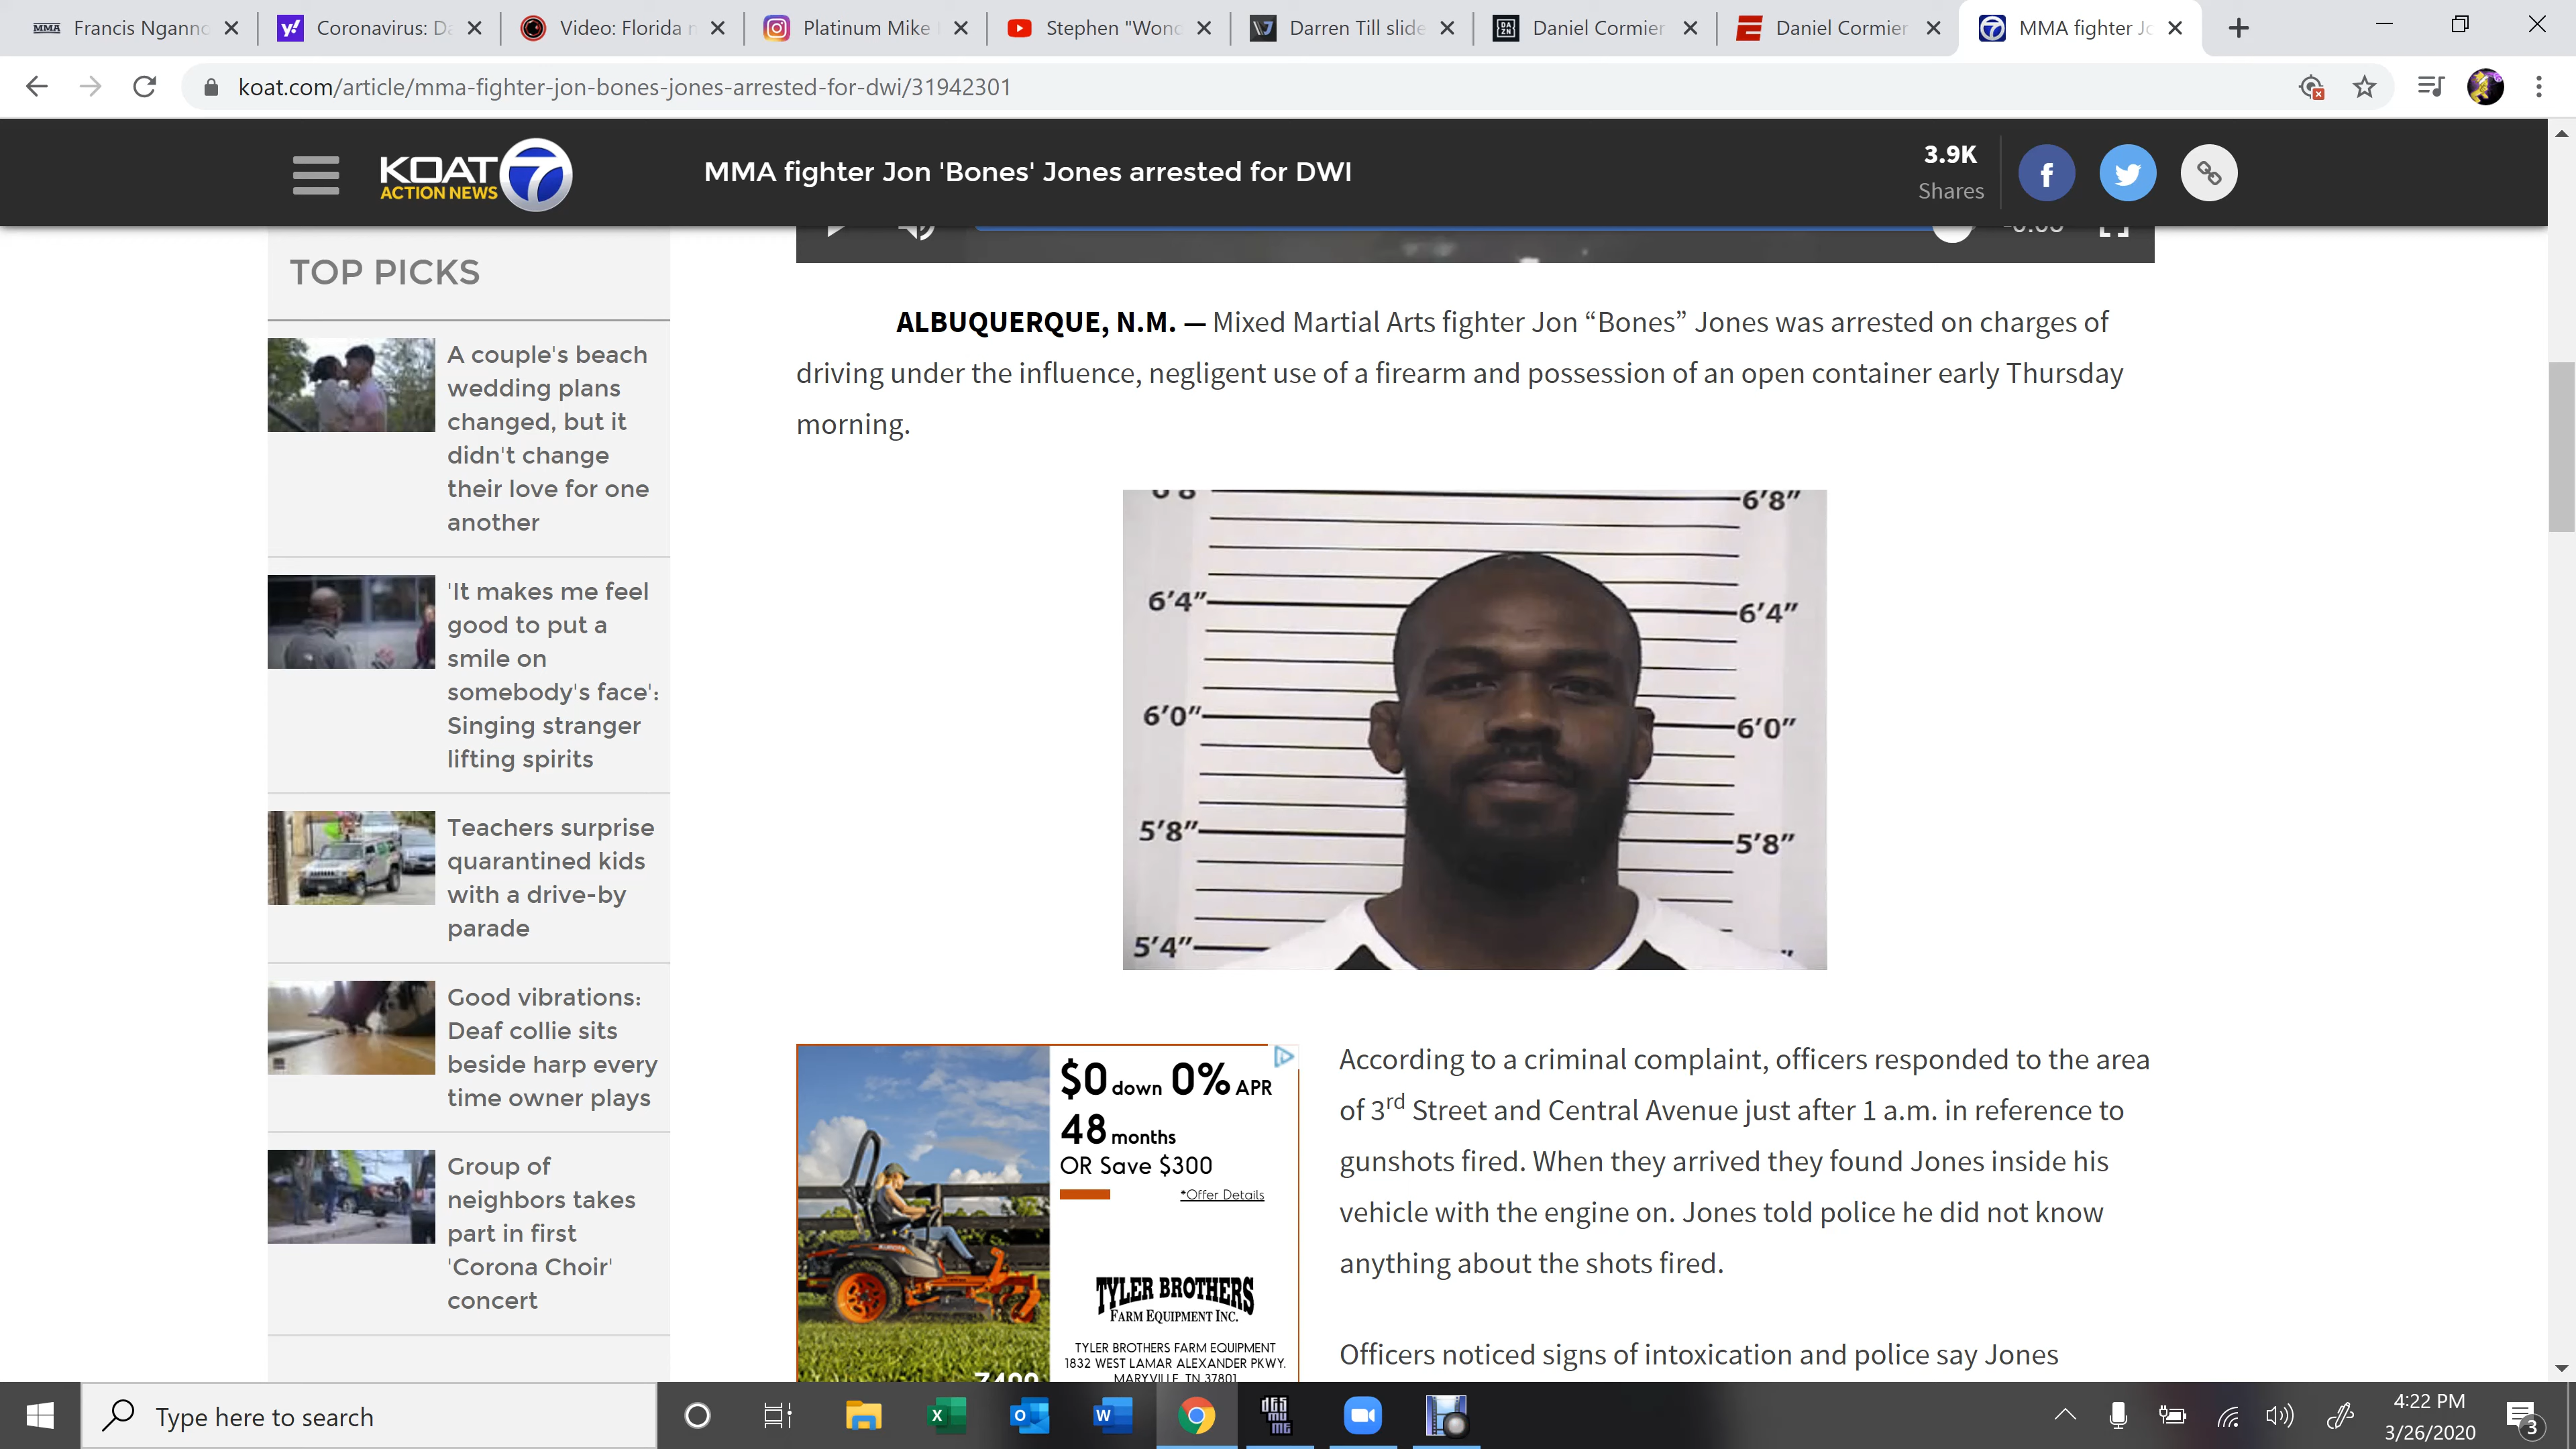 MMA Francis Ngannc
Coronavirus: Da
Video: Florida n
Platinum Mike
Stephen "Wond
Darren Till slide
DAZN Daniel Cormier
Daniel Cormier
MMA fighter Jo
koat.com/article/mma-fighter-jon-bones-jones-arrested-for-dwi/31942301
KOAT 7
ACTION NEWS
MMA fighter Jon 'Bones' Jones arrested for DWI
3.9K
Shares
TOP PICKS
A couple's beach
wedding plans
changed, but it
didn't change
their love for one
another
'It makes me feel
good to put a
smile on
somebody's face':
Singing stranger
lifting spirits
Teachers surprise
quarantined kids
with a drive-by
parade
Good vibrations:
Deaf collie sits
beside harp every
time owner plays
Group of
neighbors takes
part in first
'Corona Choir'
concert
ALBUQUERQUE, N.M. — Mixed Martial Arts fighter Jon “Bones” Jones was arrested on charges of
driving under the influence, negligent use of a firearm and possession of an open container early Thursday
morning.
6'8"
6'4" 6'4"
6'0" 6'0"
5'8" 5'8"
5'4"
$0 down 0% APR
48 months
OR Save $300
*Offer Details
TYLER BROTHERS
FARM EQUIPMENT INC.
TYLER BROTHERS FARM EQUIPMENT
1832 WEST LAMAR ALEXANDER PKWY.
MARYVILLE, TN 37801
According to a criminal complaint, officers responded to the area
of 3rd Street and Central Avenue just after 1 a.m. in reference to
gunshots fired. When they arrived they found Jones inside his
vehicle with the engine on. Jones told police he did not know
anything about the shots fired.
Officers noticed signs of intoxication and police say Jones
Type here to search
4:22 PM
3/26/2020
3